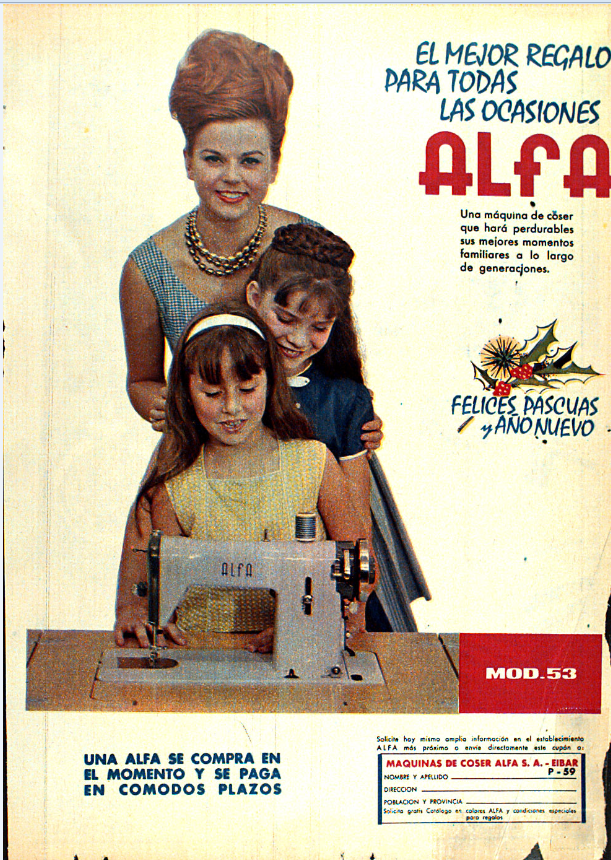 EL MEJOR REGALO
PARA TODAS
LAS OCASIONES
ALFA
Una máquina de coser
que hará perdurables
sus mejores momentos
familiares a lo largo
de generaciones.
FELICES PASCUAS
y AÑO NUEVO
ALFA
MOD.53
UNA ALFA SE COMPRA EN
EL MOMENTO Y SE PAGA
EN COMODOS PLAZOS
Solicite hoy mismo amplia información en el establecimiento
ALFA más próximo o envie directamente este cupón a:
MAQUINAS DE COSER ALFA S. A. - EIBAR
P - 59
NOMBRE Y APELLIDO
DIRECCION
POBLACION Y PROVINCIA
Solicite gratis Catálogo en colores ALFA y condiciones especiales
para regalos